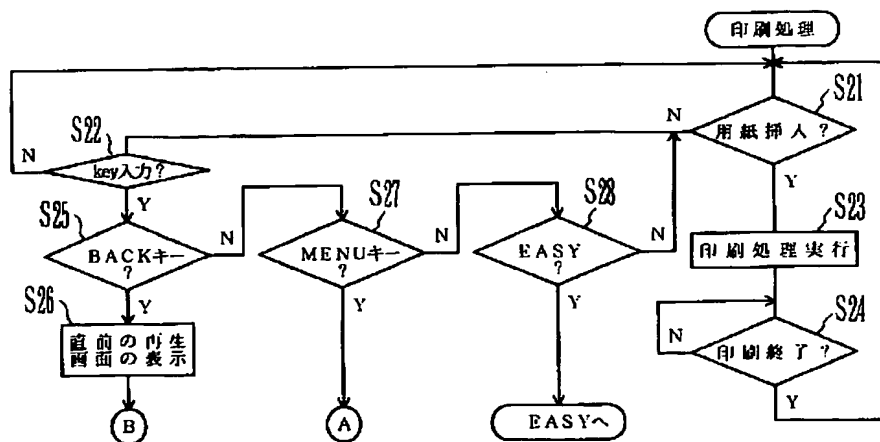 印刷処理
S21
用紙挿入?
N
Y
S22
key入力?
N
Y
S23
印刷処理実行
S24
印刷終了?
N
Y
S25
BACKキー
?
N
Y
S26
直前の再生
画面の表示
B
S27
MENUキー
?
N
Y
A
S28
EASY
?
N
Y
EASYへ